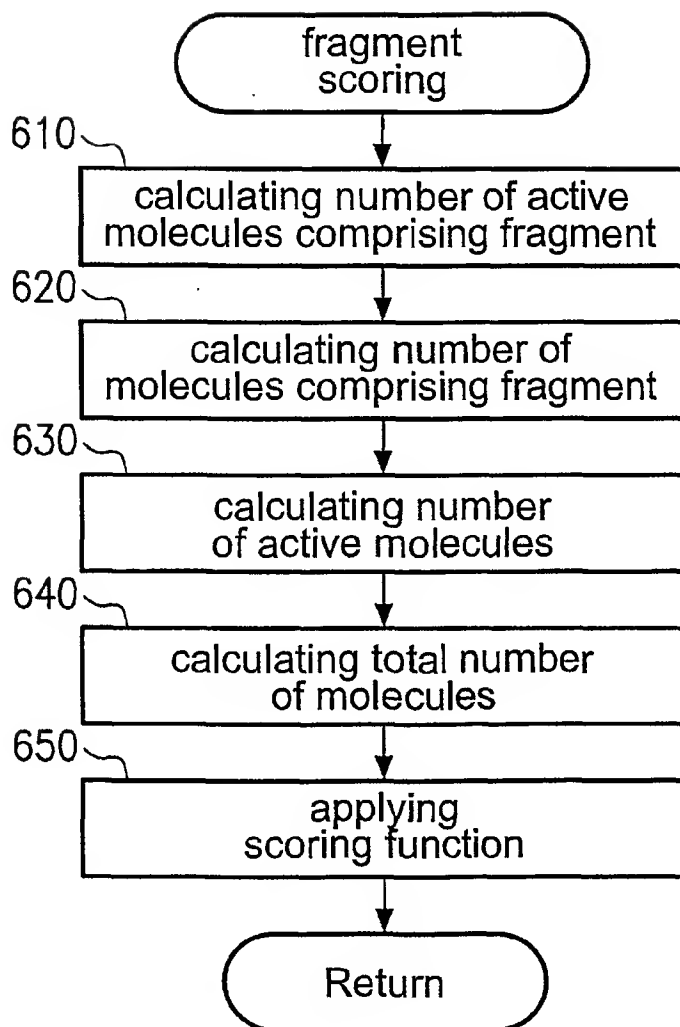 fragment
scoring
610
calculating number of active
molecules comprising fragment
620
calculating number of
molecules comprising fragment
630
calculating number
of active molecules
640
calculating total number
of molecules
650
applying
scoring function
Return